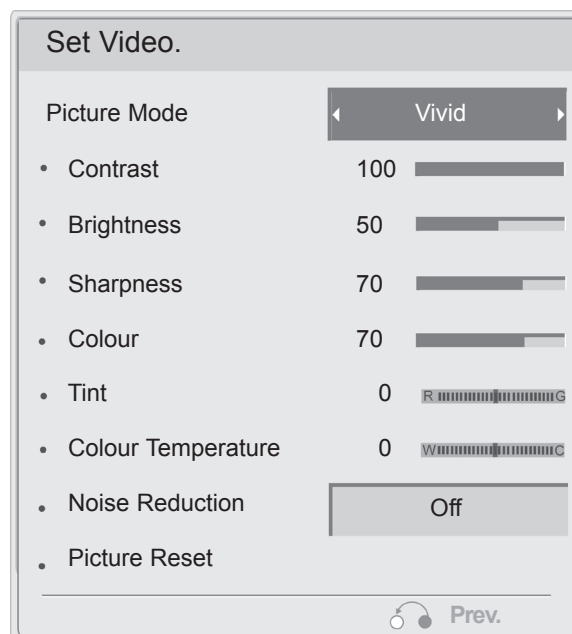 Set Video.
Picture Mode Vivid
• Contrast 100
• Brightness 50
• Sharpness 70
• Colour 70
• Tint 0 R G
• Colour Temperature 0 W C
• Noise Reduction Off
• Picture Reset
Prev.